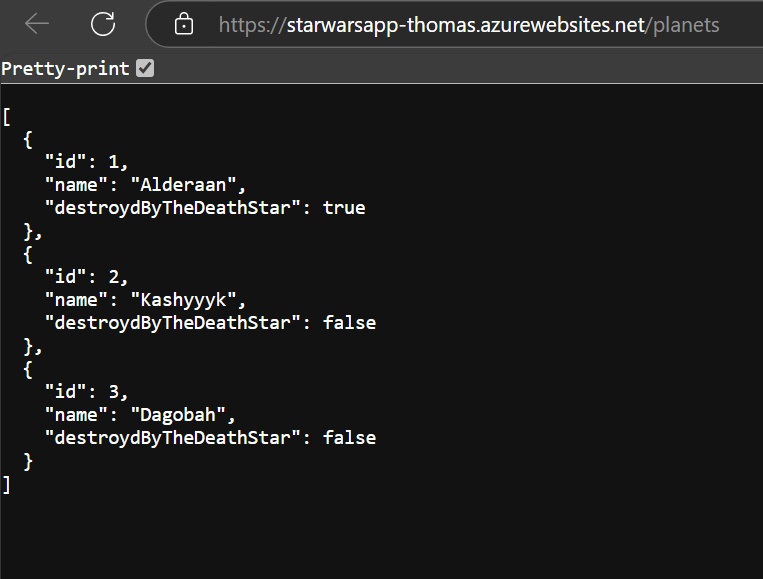 https://starwarsapp-thomas.azurewebsites.net/planets
Pretty-print
[
  {
    "id": 1,
    "name": "Alderaan",
    "destroydByTheDeathStar": true
  },
  {
    "id": 2,
    "name": "Kashyyyk",
    "destroydByTheDeathStar": false
  },
  {
    "id": 3,
    "name": "Dagobah",
    "destroydByTheDeathStar": false
  }
]